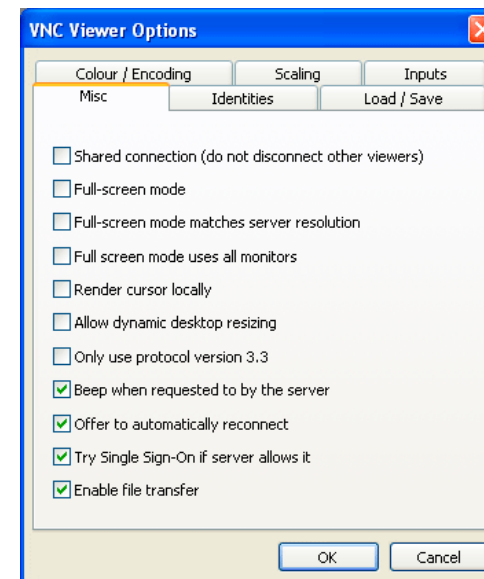 VNC Viewer Options
Colour / Encoding
Scaling
Inputs
Misc
Identities
Load / Save
Shared connection (do not disconnect other viewers)
Full-screen mode
Full-screen mode matches server resolution
Full screen mode uses all monitors
Render cursor locally
Allow dynamic desktop resizing
Only use protocol version 3.3
Beep when requested to by the server
Offer to automatically reconnect
Try Single Sign-On if server allows it
Enable file transfer
OK
Cancel